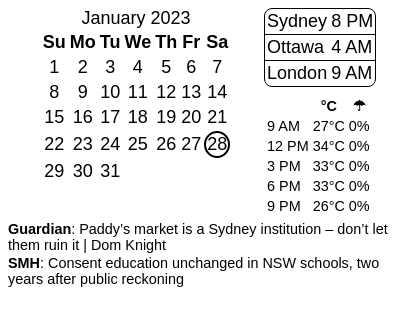 January 2023
Su Mo Tu We Th Fr Sa
1 2 3 4 5 6 7
8 9 10 11 12 13 14
15 16 17 18 19 20 21
22 23 24 25 26 27 28
29 30 31
Sydney 8 PM
Ottawa 4 AM
London 9 AM
°C ☂
9 AM 27°C 0%
12 PM 34°C 0%
3 PM 33°C 0%
6 PM 33°C 0%
9 PM 26°C 0%
Guardian: Paddy’s market is a Sydney institution – don’t let
them ruin it | Dom Knight
SMH: Consent education unchanged in NSW schools, two
years after public reckoning